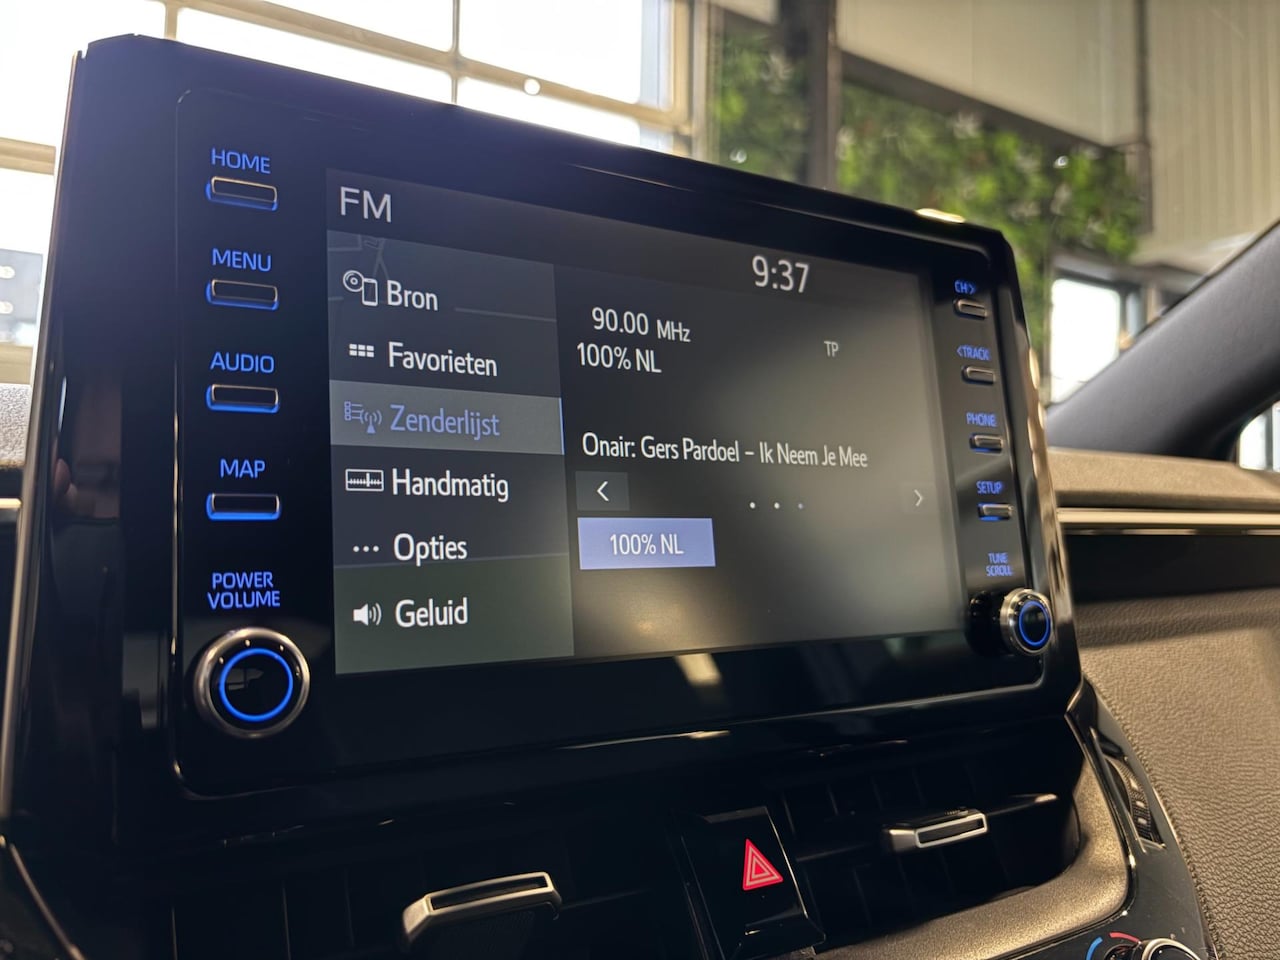 HOME
MENU
AUDIO
MAP
POWER
VOLUME
FM
9:37
Bron
Favorieten
Zenderlijst
Handmatig
Opties
Geluid
90.00 MHz
100% NL
TP
Onair: Gers Pardoel - Ik Neem Je Mee
<
>
100% NL
CH>
<TRACK
PHONE
SETUP
TUNE
SCROLL